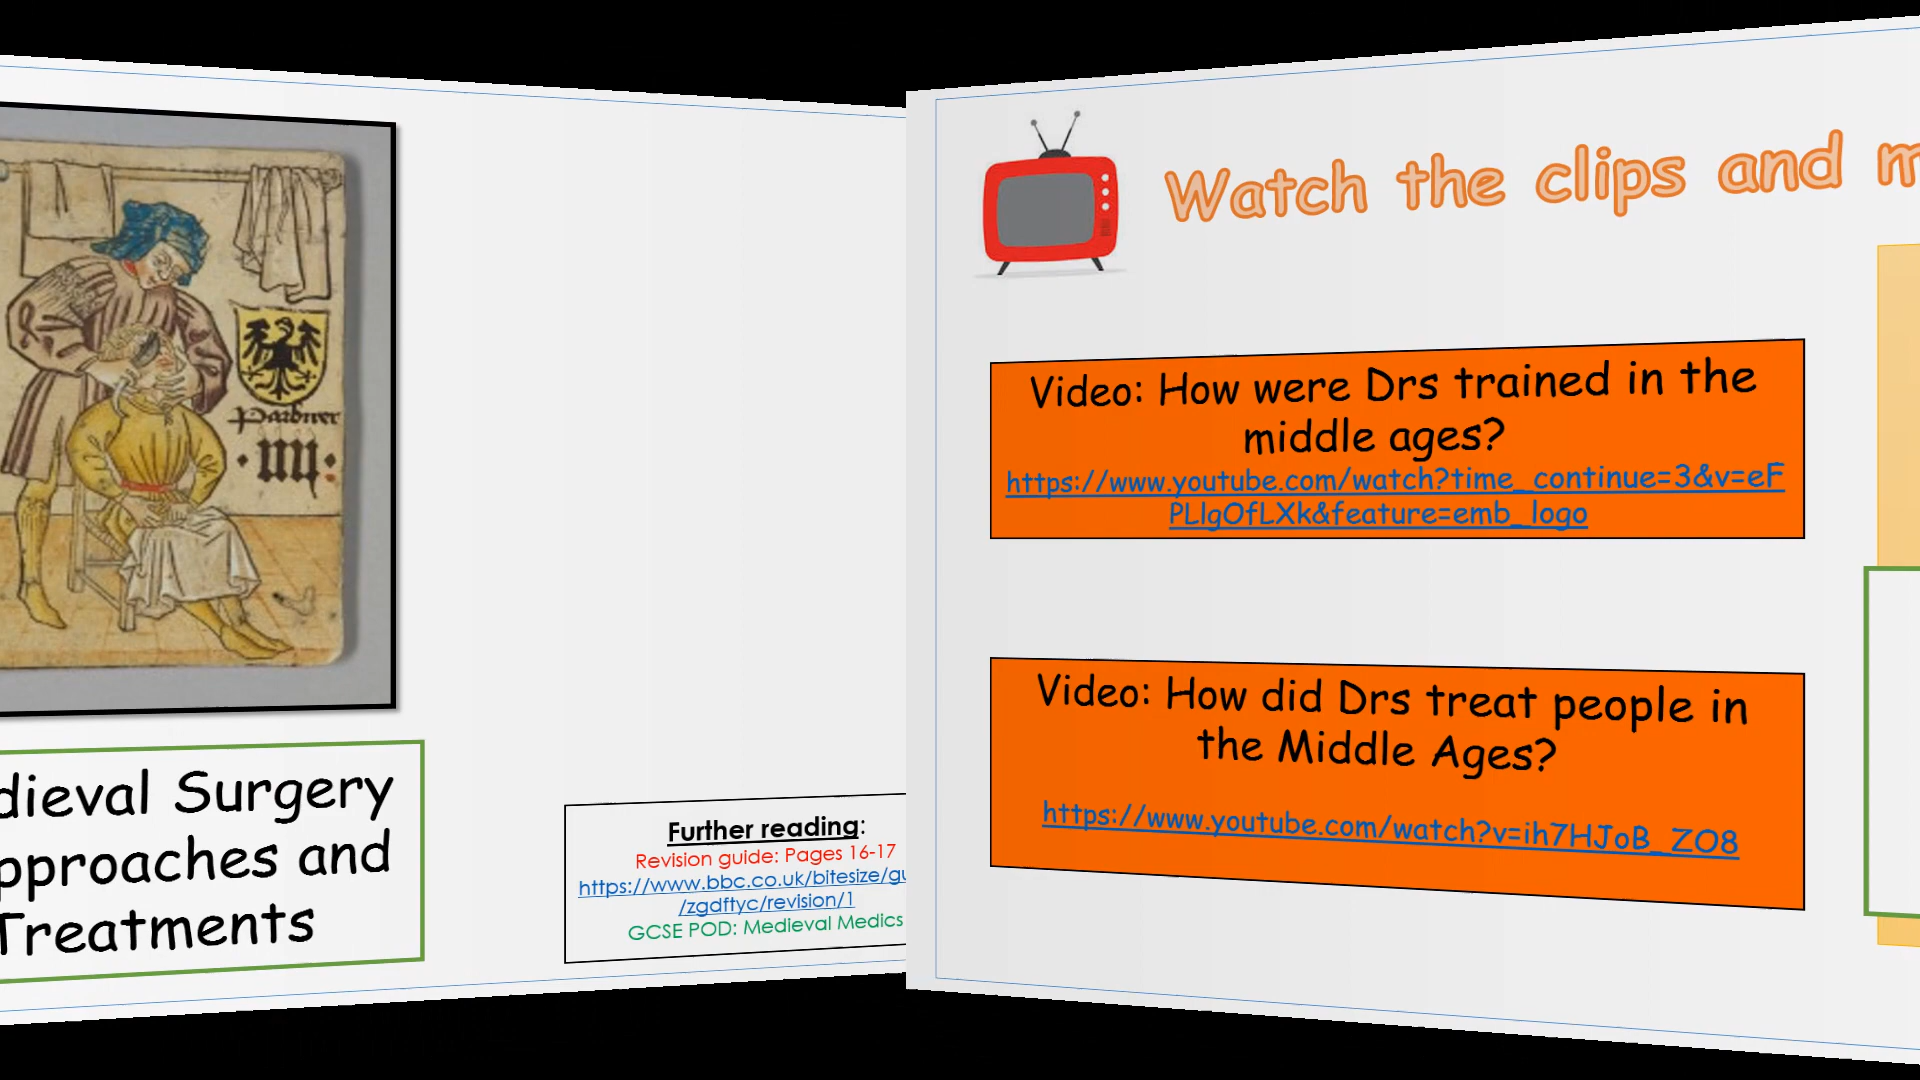 Parbner
dieval Surgery
pproaches and
Treatments
Further reading:
Revision guide: Pages 16-17
https://www.bbc.co.uk/bitesize/gu
/zgdftyc/revision/1
GCSE POD: Medieval Medics
Watch the clips and m
Video: How were Drs trained in the
middle ages?
https://www.youtube.com/watch?time_continue=3&v=eF
PLlgOfLXk&feature=emb_logo
Video: How did Drs treat people in
the Middle Ages?
https://www.youtube.com/watch?v=ih7HJoB_ZO8